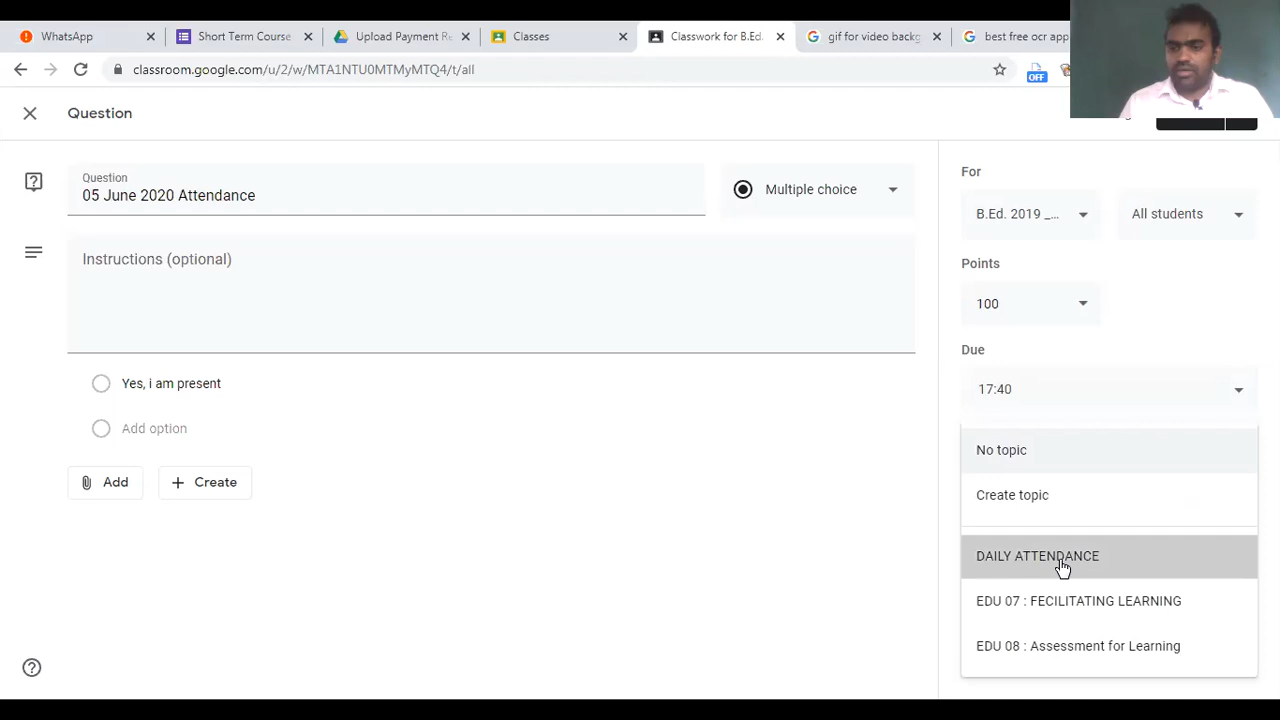 WhatsApp
Short Term Course
Upload Payment Re
Classes
Classwork for B.Ed.
gif for video backg
best free ocr app
classroom.google.com/u/2/w/MTA1NTU0MTMyMTQ4/t/all
OFF
Question
Question
05 June 2020 Attendance
Multiple choice
Instructions (optional)
Yes, i am present
Add option
Add
Create
For
B.Ed. 2019 _...
All students
Points
100
Due
17:40
No topic
Create topic
DAILY ATTENDANCE
EDU 07 : FECILITATING LEARNING
EDU 08 : Assessment for Learning